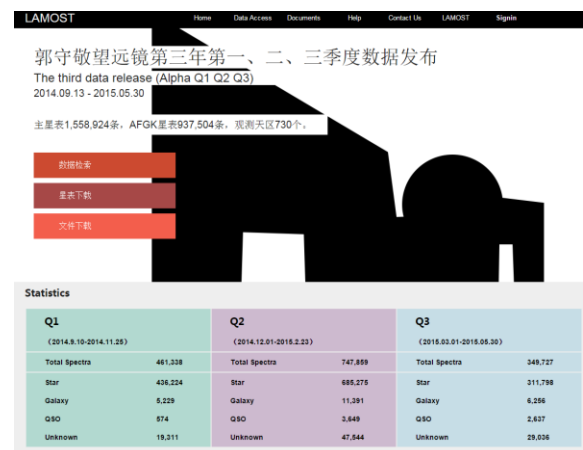 LAMOST Home Data Access Documents Help Contact Us LAMOST Signin
郭守敬望远镜第三年第一、二、三季度数据发布
The third data release (Alpha Q1 Q2 Q3)
2014.09.13 - 2015.05.30
主星表1,558,924条，AFGK星表937,504条，观测天区730个。
数据检索
星表下载
文件下载
Statistics
Q1 Q2 Q3
（2014.9.10-2014.11.25） （2014.12.01-2015.2.23） （2015.03.01-2015.05.30）
Total Spectra 461,338 Total Spectra 747,859 Total Spectra 349,727
Star 436,224 Star 685,275 Star 311,798
Galaxy 5,229 Galaxy 11,391 Galaxy 6,256
QSO 574 QSO 3,649 QSO 2,637
Unknown 19,311 Unknown 47,544 Unknown 29,036